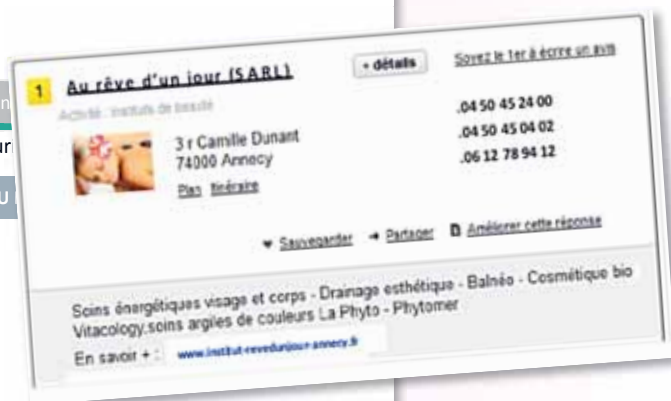 1 Au rêve d'un jour (SARL)
+ détails
Soyez le 1er à écrire un avis
Activité : instituts de beauté
3 r Camille Dunant
74000 Annecy
Plan Itinéraire
.04 50 45 24 00
.04 50 45 04 02
.06 12 78 94 12
Sauvegarder Partager Améliorer cette réponse
Soins énergétiques visage et corps - Drainage esthétique - Balnéo - Cosmétique bio
Vitacology.soins argiles de couleurs La Phyto - Phytomer
En savoir + : www.institut-revedunjour-annecy.fr